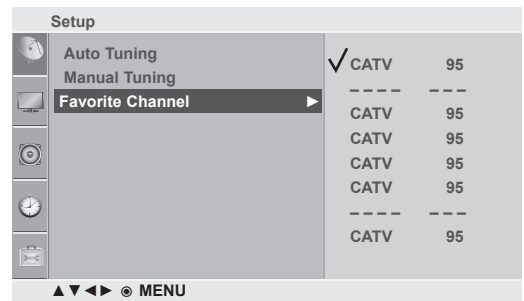 Setup
Auto Tuning
Manual Tuning
Favorite Channel ▶
✓ CATV 95
– – – – – – –
CATV 95
CATV 95
CATV 95
CATV 95
– – – – – – –
CATV 95
▲▼◄► ◉ MENU